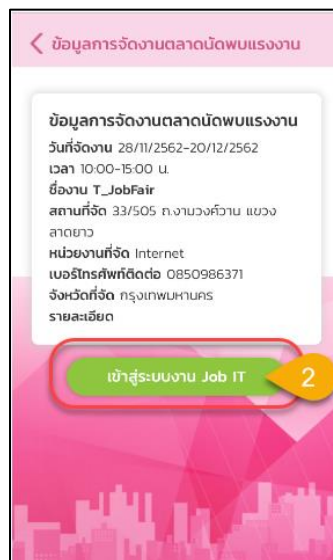 ข้อมูลการจัดงานตลาดนัดพบแรงงาน
ข้อมูลการจัดงานตลาดนัดพบแรงงาน
วันที่จัดงาน 28/11/2562-20/12/2562
เวลา 10:00-15:00 น.
ชื่องาน T_JobFair
สถานที่จัด 33/505 ถ.งามวงศ์วาน แขวง
ลาดยาว
หน่วยงานที่จัด Internet
เบอร์โทรศัพท์ติดต่อ 0850986371
จังหวัดที่จัด กรุงเทพมหานคร
รายละเอียด
เข้าสู่ระบบงาน Job IT 2